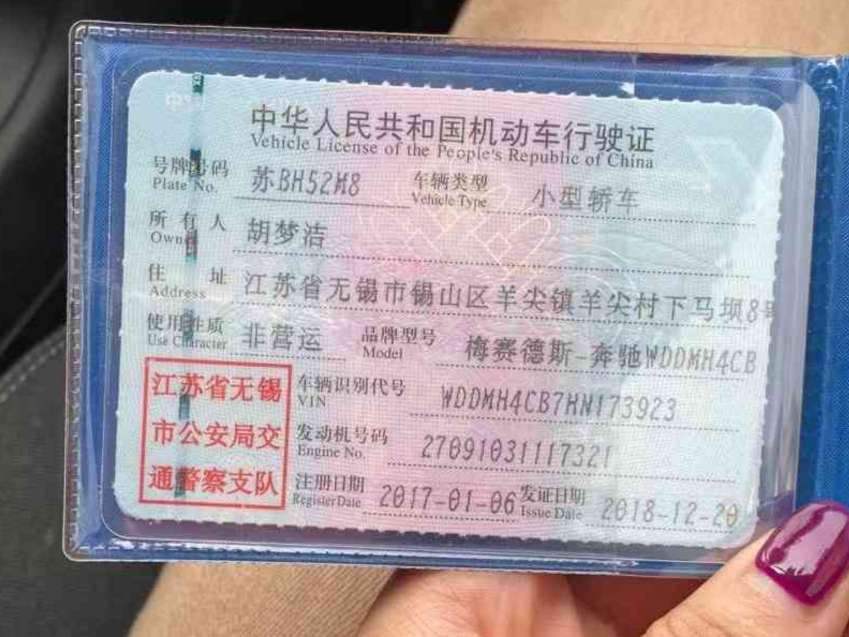 中华人民共和国机动车行驶证
Vehicle License of the People's Republic of China
号牌号码 苏BH52M8 车辆类型 小型轿车
Plate No. Vehicle Type
所有人 胡梦洁
Owner
住址 江苏省无锡市锡山区羊尖镇羊尖村下马坝8号
Address
使用性质 非营运 品牌型号 梅赛德斯-奔驰WDDMH4CB
Use Character Model
江苏省无锡 车辆识别代号 WDDMH4CB7HN173923
VIN
市公安局交 发动机号码 27091031117321
Engine No.
通警察支队 注册日期 2017-01-06 发证日期 2018-12-20
Register Date Issue Date